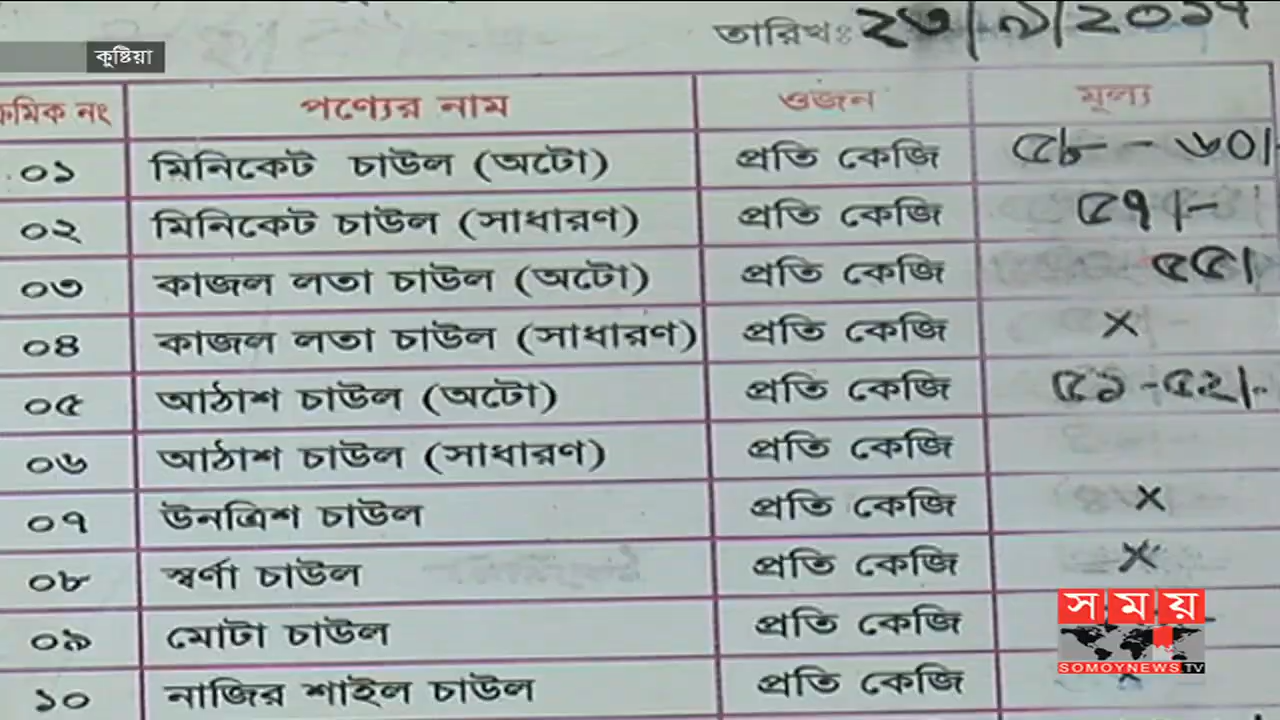 তারিখঃ ২৩/৯/২০১৭
কুষ্টিয়া
ক্রমিক নং পণ্যের নাম ওজন মূল্য
০১ মিনিকেট চাউল (অটো) প্রতি কেজি ৫৮ - ৬০/-
০২ মিনিকেট চাউল (সাধারণ) প্রতি কেজি ৫৭/-
০৩ কাজল লতা চাউল (অটো) প্রতি কেজি ৫৫/
০৪ কাজল লতা চাউল (সাধারণ) প্রতি কেজি ×
০৫ আঠাশ চাউল (অটো) প্রতি কেজি ৫১ - ৫২/-
০৬ আঠাশ চাউল (সাধারণ) প্রতি কেজি
০৭ উনত্রিশ চাউল প্রতি কেজি ×
০৮ স্বর্ণা চাউল প্রতি কেজি ×
০৯ মোটা চাউল প্রতি কেজি
১০ নাজির শাইল চাউল প্রতি কেজি
সময়
SOMOYNEWS TV